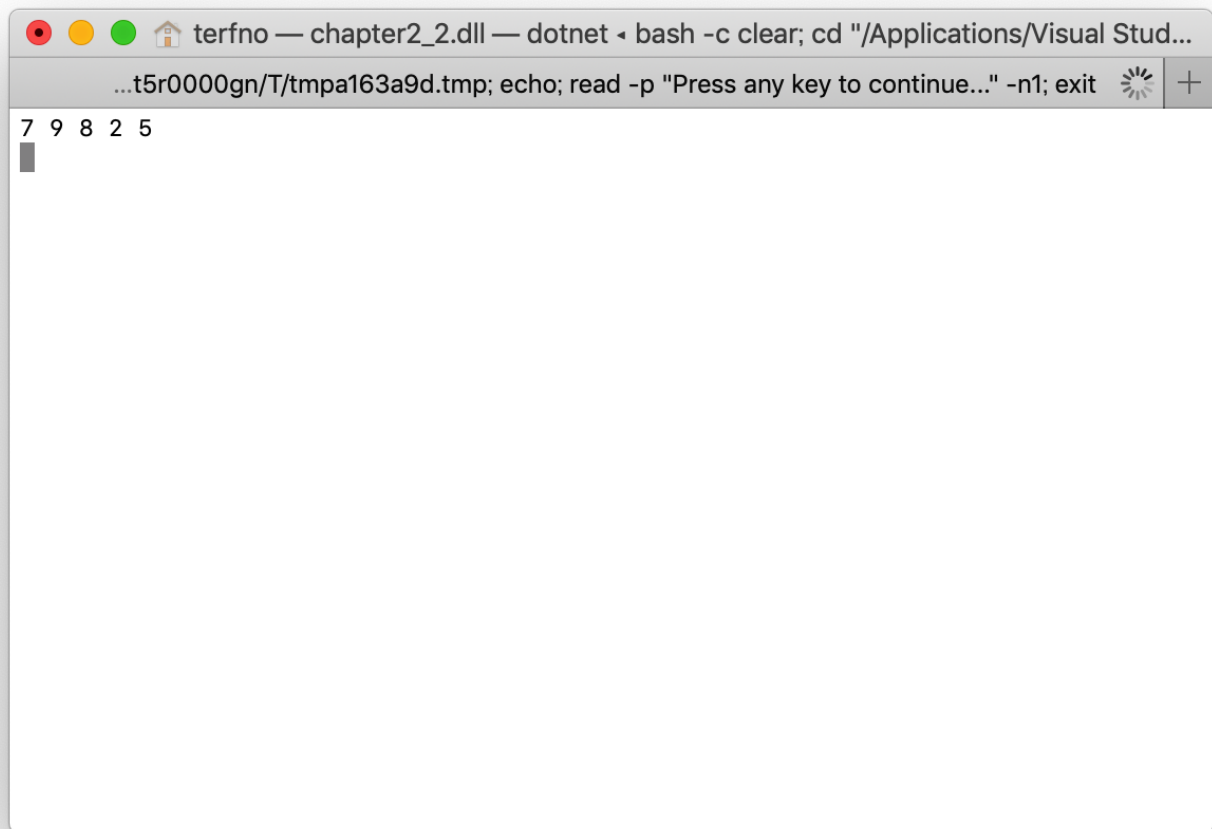 terfno — chapter2_2.dll — dotnet ◂ bash -c clear; cd "/Applications/Visual Stud...
...t5r0000gn/T/tmpa163a9d.tmp; echo; read -p "Press any key to continue..." -n1; exit
7 9 8 2 5